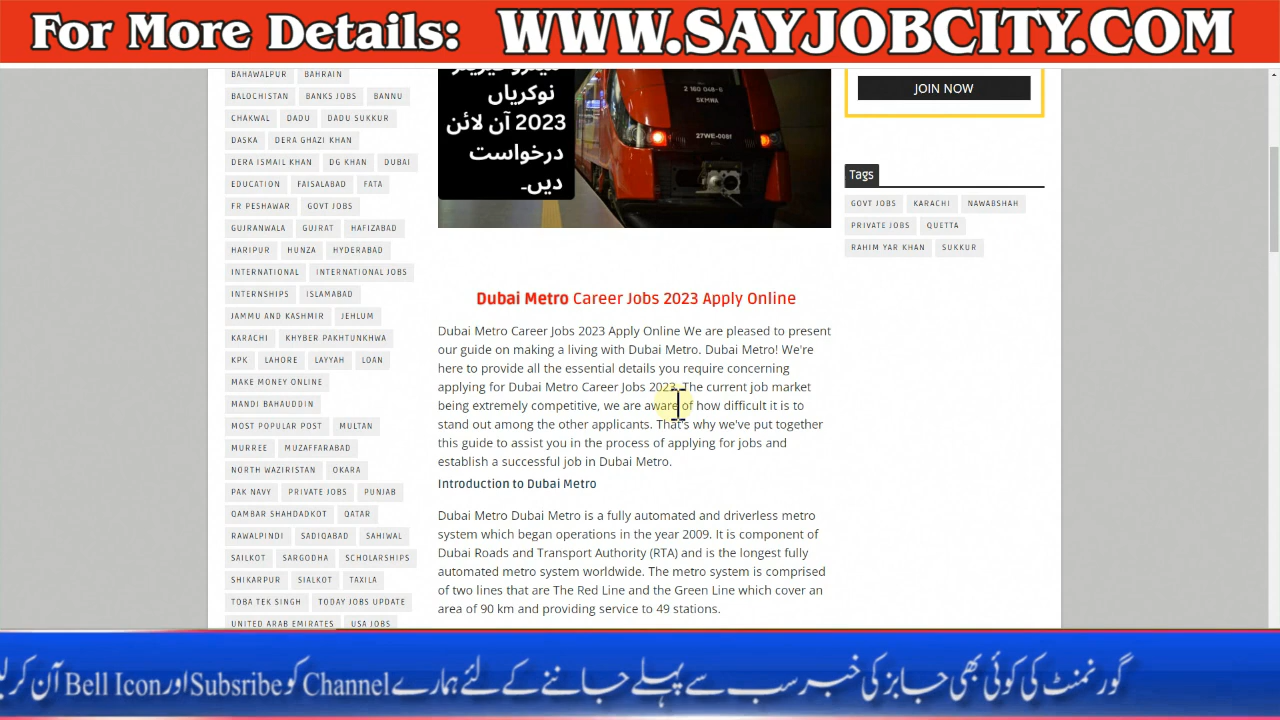 For More Details: WWW.SAYJOBCITY.COM
BAHAWALPUR BAHRAIN
BALOCHISTAN BANKS JOBS BANNU
CHAKWAL DADU DADU SUKKUR
DASKA DERA GHAZI KHAN
DERA ISMAIL KHAN DG KHAN DUBAI
EDUCATION FAISALABAD FATA
FR PESHAWAR GOVT JOBS
GUJRANWALA GUJRAT HAFIZABAD
HARIPUR HUNZA HYDERABAD
INTERNATIONAL INTERNATIONAL JOBS
INTERNSHIPS ISLAMABAD
JAMMU AND KASHMIR JEHLUM
KARACHI KHYBER PAKHTUNKHWA
KPK LAHORE LAYYAH LOAN
MAKE MONEY ONLINE
MANDI BAHAUDDIN
MOST POPULAR POST MULTAN
MURREE MUZAFFARABAD
NORTH WAZIRISTAN OKARA
PAK NAVY PRIVATE JOBS PUNJAB
QAMBAR SHAHDADKOT QATAR
RAWALPINDI SADIQABAD SAHIWAL
SAILKOT SARGODHA SCHOLARSHIPS
SHIKARPUR SIALKOT TAXILA
TOBA TEK SINGH TODAY JOBS UPDATE
UNITED ARAB EMIRATES USA JOBS
نوکریاں
2023 آن لائن
درخواست
دیں۔
2 160 048-6
SKMWA
27WE-008f
Dubai Metro Career Jobs 2023 Apply Online
Dubai Metro Career Jobs 2023 Apply Online We are pleased to present
our guide on making a living with Dubai Metro. Dubai Metro! We're
here to provide all the essential details you require concerning
applying for Dubai Metro Career Jobs 2023. The current job market
being extremely competitive, we are aware of how difficult it is to
stand out among the other applicants. That's why we've put together
this guide to assist you in the process of applying for jobs and
establish a successful job in Dubai Metro.
Introduction to Dubai Metro
Dubai Metro Dubai Metro is a fully automated and driverless metro
system which began operations in the year 2009. It is component of
Dubai Roads and Transport Authority (RTA) and is the longest fully
automated metro system worldwide. The metro system is comprised
of two lines that are The Red Line and the Green Line which cover an
area of 90 km and providing service to 49 stations.
JOIN NOW
Tags
GOVT JOBS KARACHI NAWABSHAH
PRIVATE JOBS QUETTA
RAHIM YAR KHAN SUKKUR
گورنمنٹ کی کوئی بھی جابز کی خبر سب سے پہلے جاننے کے لئے ہمارے Channel کو Subsribe اور Bell Icon آن کر